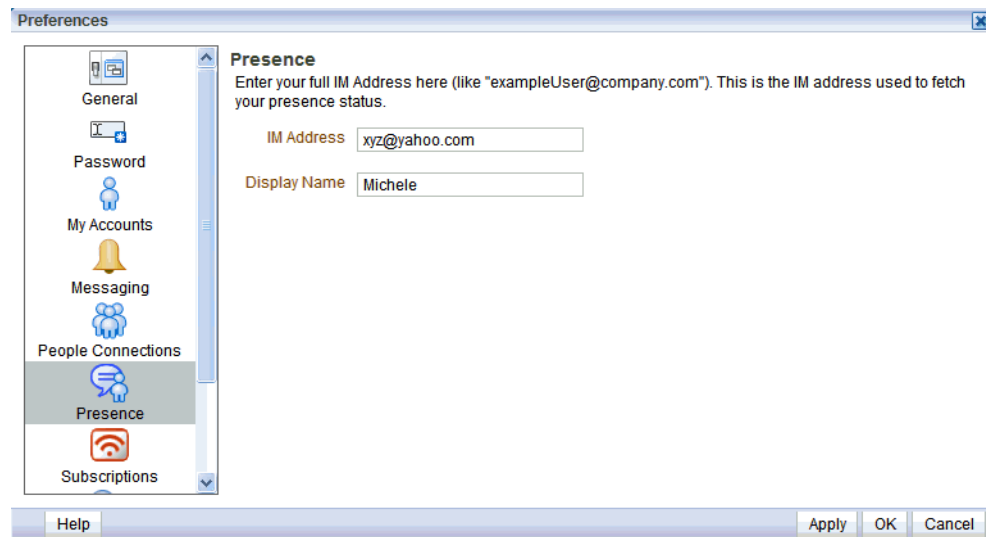 Preferences
General
Password
My Accounts
Messaging
People Connections
Presence
Subscriptions
Presence
Enter your full IM Address here (like "exampleUser@company.com"). This is the IM address used to fetch
your presence status.
IM Address xyz@yahoo.com
Display Name Michele
Help Apply OK Cancel